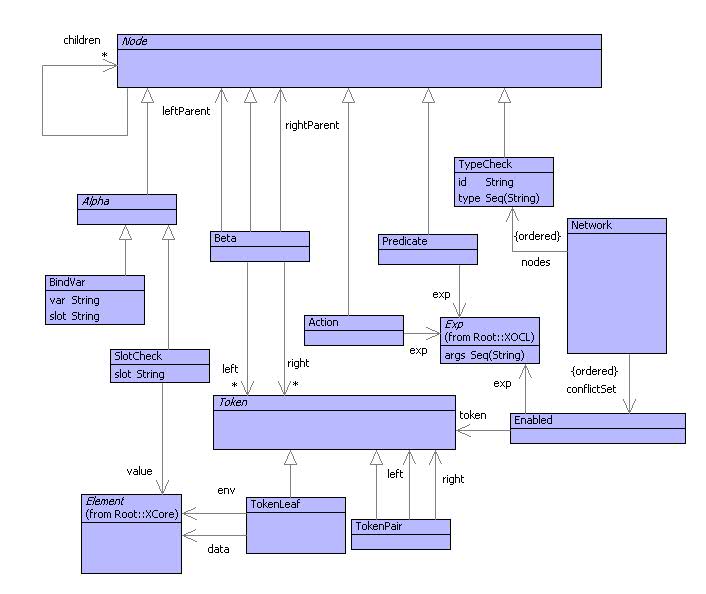 children
*
Node
leftParent
rightParent
TypeCheck
id String
type Seq(String)
Alpha
Beta
Predicate
{ordered}
nodes
Network
BindVar
var String
slot String
exp
Action
exp
Exp
(from Root::XOCL)
args Seq(String)
SlotCheck
slot String
left
*
right
*
exp
{ordered}
conflictSet
Token
token
Enabled
value
left
right
Element
(from Root::XCore)
env
data
TokenLeaf
TokenPair